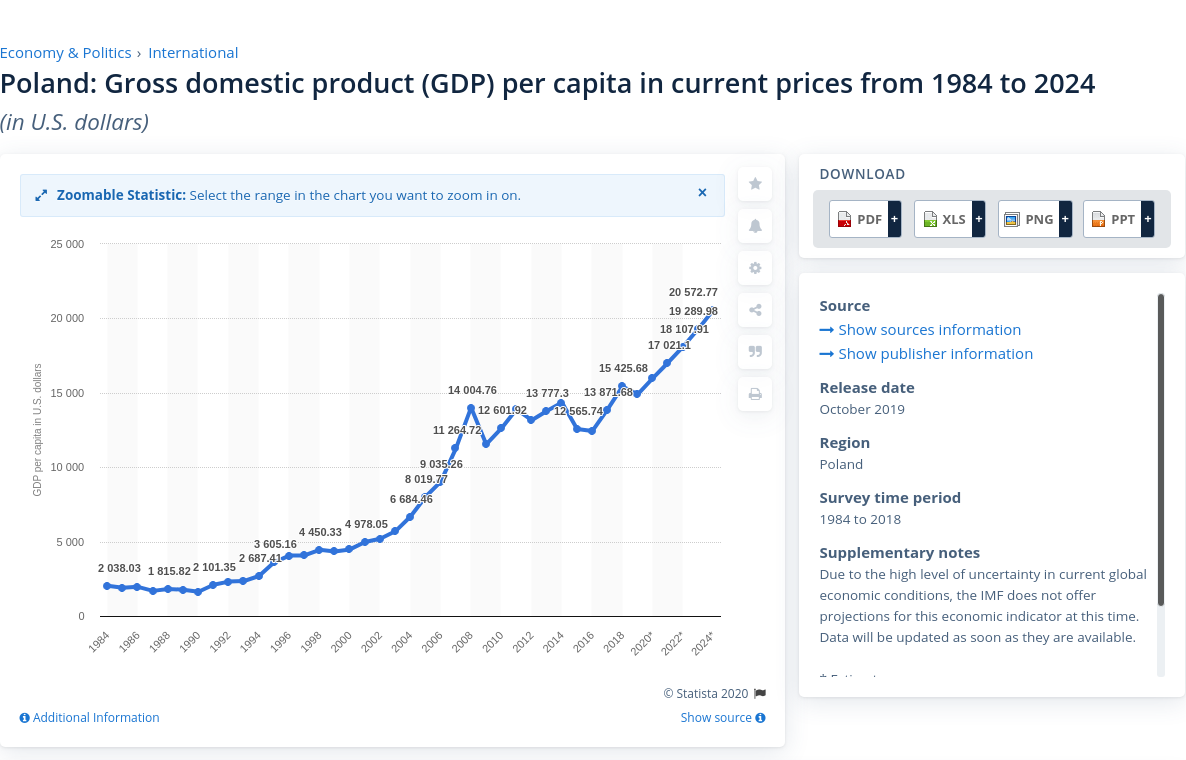 Economy & Politics › International
Poland: Gross domestic product (GDP) per capita in current prices from 1984 to 2024
(in U.S. dollars)
Zoomable Statistic: Select the range in the chart you want to zoom in on. ×
GDP per capita in U.S. dollars
25 000
20 000
15 000
10 000
5 000
0
2 038.03
1 815.82
2 101.35
2 687.41
3 605.16
4 450.33
4 978.05
6 684.46
8 019.77
9 035.26
11 264.72
14 004.76
12 601.92
13 777.3
12 565.74
13 871.68
15 425.68
17 021.1
18 107.91
19 289.98
20 572.77
1984
1986
1988
1990
1992
1994
1996
1998
2000
2002
2004
2006
2008
2010
2012
2014
2016
2018
2020*
2022*
2024*
© Statista 2020
Additional Information
Show source
DOWNLOAD
PDF +
XLS +
PNG +
PPT +
Source
Show sources information
Show publisher information
Release date
October 2019
Region
Poland
Survey time period
1984 to 2018
Supplementary notes
Due to the high level of uncertainty in current global
economic conditions, the IMF does not offer
projections for this economic indicator at this time.
Data will be updated as soon as they are available.